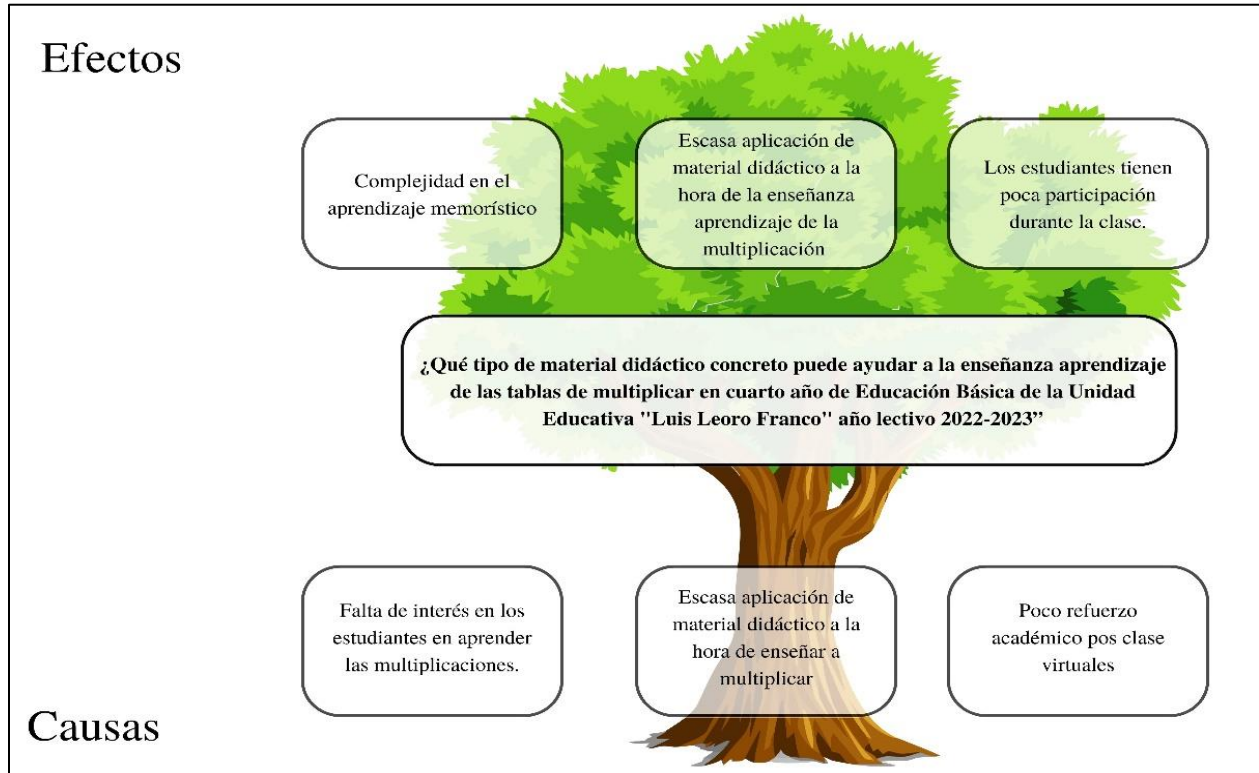 Efectos
Complejidad en el
aprendizaje memorístico
Escasa aplicación de
material didáctico a la
hora de la enseñanza
aprendizaje de la
multiplicación
Los estudiantes tienen
poca participación
durante la clase.
¿Qué tipo de material didáctico concreto puede ayudar a la enseñanza aprendizaje
de las tablas de multiplicar en cuarto año de Educación Básica de la Unidad
Educativa "Luis Leoro Franco" año lectivo 2022-2023”
Falta de interés en los
estudiantes en aprender
las multiplicaciones.
Escasa aplicación de
material didáctico a la
hora de enseñar a
multiplicar
Poco refuerzo
académico pos clase
virtuales
Causas